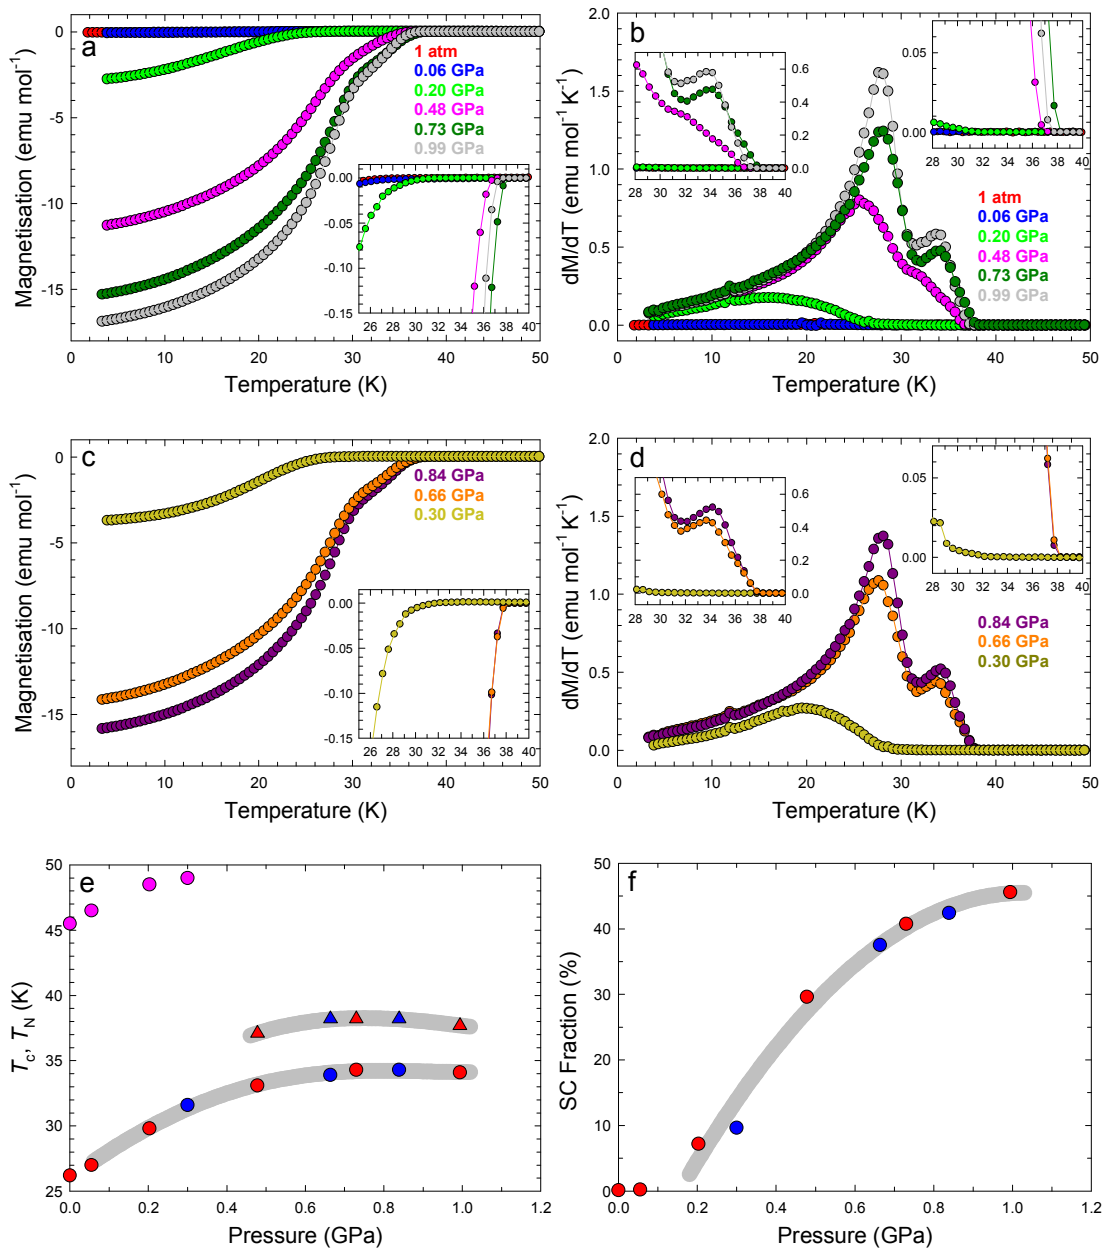 a
Magnetisation (emu mol⁻¹)
0
-5
-10
-15
1 atm
0.06 GPa
0.20 GPa
0.48 GPa
0.73 GPa
0.99 GPa
0.00
-0.05
-0.10
-0.15
26 28 30 32 34 36 38 40
0 10 20 30 40 50
Temperature (K)
b
dM/dT (emu mol⁻¹ K⁻¹)
2.0
1.5
1.0
0.5
0.0
0.6
0.4
0.2
0.0
28 30 32 34 36 38 40
0.05
0.00
28 30 32 34 36 38 40
1 atm
0.06 GPa
0.20 GPa
0.48 GPa
0.73 GPa
0.99 GPa
0 10 20 30 40 50
Temperature (K)
c
Magnetisation (emu mol⁻¹)
0
-5
-10
-15
0.84 GPa
0.66 GPa
0.30 GPa
0.00
-0.05
-0.10
-0.15
26 28 30 32 34 36 38 40
0 10 20 30 40 50
Temperature (K)
d
dM/dT (emu mol⁻¹ K⁻¹)
2.0
1.5
1.0
0.5
0.0
0.6
0.4
0.2
0.0
28 30 32 34 36 38 40
0.05
0.00
28 30 32 34 36 38 40
0.84 GPa
0.66 GPa
0.30 GPa
0 10 20 30 40 50
Temperature (K)
e
Tc, TN (K)
50
45
40
35
30
25
0.0 0.2 0.4 0.6 0.8 1.0 1.2
Pressure (GPa)
f
SC Fraction (%)
50
40
30
20
10
0
0.0 0.2 0.4 0.6 0.8 1.0 1.2
Pressure (GPa)